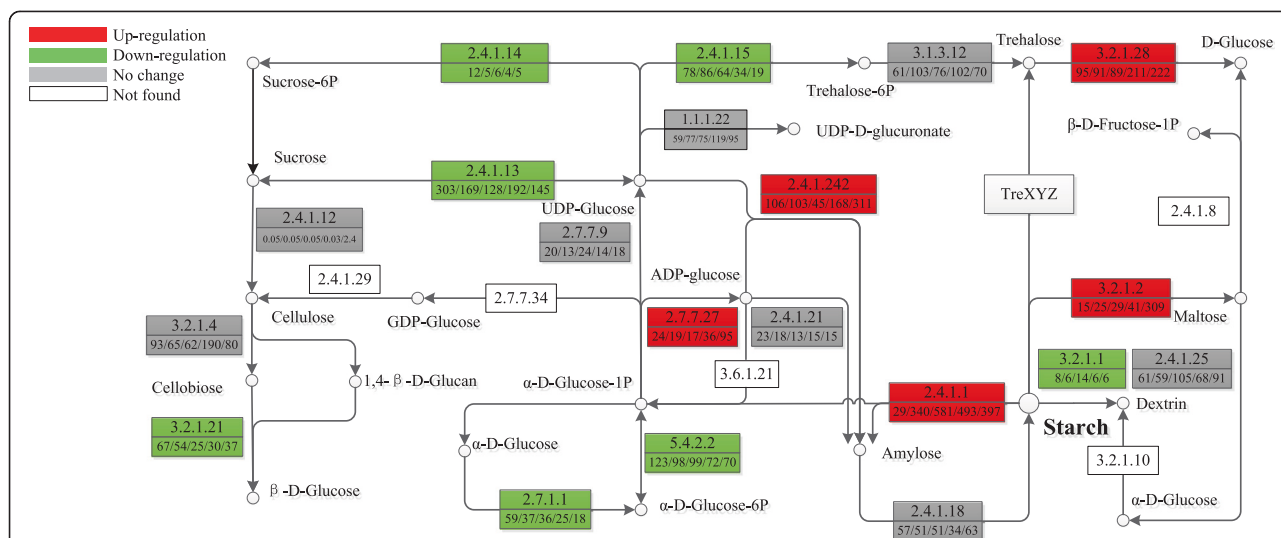 Up-regulation
Down-regulation
No change
Not found
2.4.1.14
12/5/6/4/5
2.4.1.15
78/86/64/34/19
3.1.3.12
61/103/76/102/70
Trehalose
3.2.1.28
95/91/89/211/222
D-Glucose
Sucrose-6P
Trehalose-6P
1.1.1.22
59/77/75/119/95
UDP-D-glucuronate
β-D-Fructose-1P
Sucrose
2.4.1.13
303/169/128/192/145
2.4.1.242
106/103/45/168/311
TreXYZ
2.4.1.8
UDP-Glucose
2.4.1.12
0.05/0.05/0.05/0.03/2.4
2.7.7.9
20/13/24/14/18
ADP-glucose
2.4.1.29
2.7.7.34
3.2.1.2
15/25/29/41/309
Cellulose
GDP-Glucose
2.7.7.27
24/19/17/36/95
2.4.1.21
23/18/13/15/15
Maltose
3.2.1.4
93/65/62/190/80
3.6.1.21
3.2.1.1
8/6/14/6/6
2.4.1.25
61/59/105/68/91
Cellobiose
1,4-β-D-Glucan
α-D-Glucose-1P
2.4.1.1
29/340/581/493/397
Dextrin
Starch
3.2.1.21
67/54/25/30/37
α-D-Glucose
5.4.2.2
123/98/99/72/70
Amylose
3.2.1.10
β-D-Glucose
2.7.1.1
59/37/36/25/18
α-D-Glucose-6P
2.4.1.18
57/51/51/34/63
α-D-Glucose